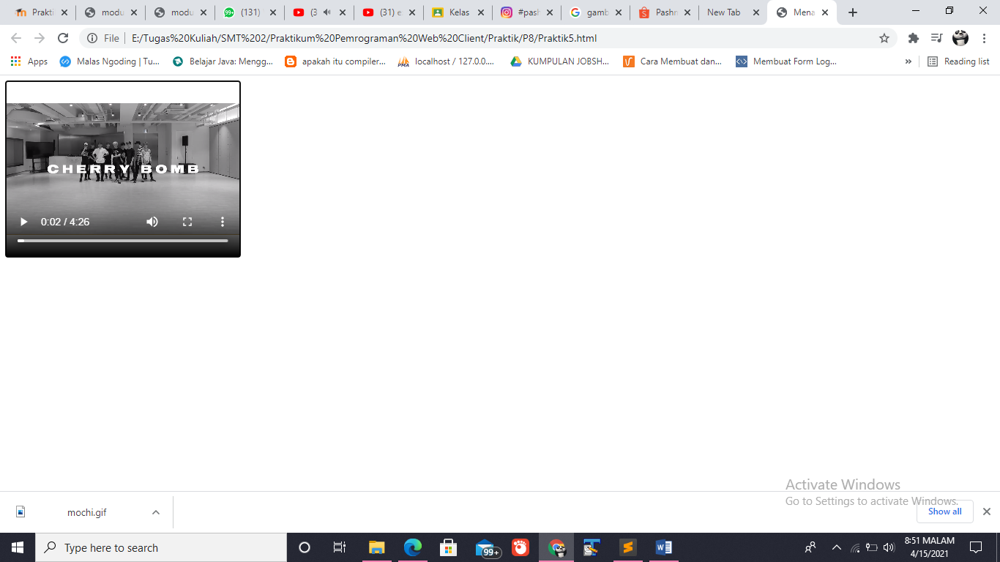 Prakti
modu
modu
99+ (131)
(3
(31) e
Kelas
#pash
gamb
Pashm
New Tab
Mena
File E:/Tugas%20Kuliah/SMT%202/Praktikum%20Pemrograman%20Web%20Client/Praktik/P8/Praktik5.html
Apps
Malas Ngoding | Tu...
Belajar Java: Mengg...
apakah itu compiler...
localhost / 127.0.0....
KUMPULAN JOBSH...
Cara Membuat dan...
Membuat Form Log...
»
Reading list
CHERRY BOMB
0:02 / 4:26
Activate Windows
Go to Settings to activate Windows.
mochi.gif
Show all
Type here to search
99+
8:51 MALAM
4/15/2021